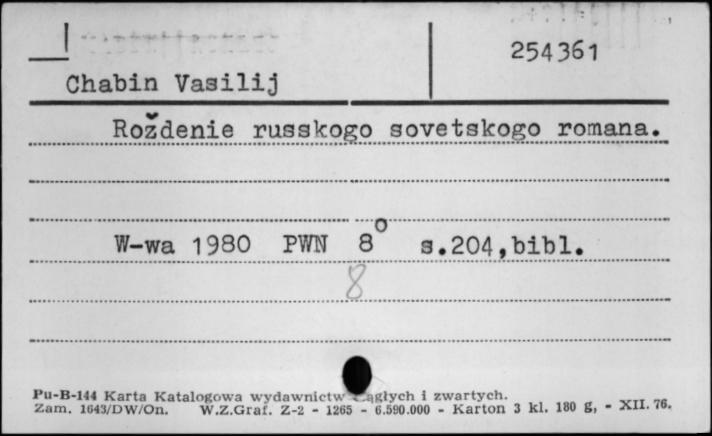 254361
Chabin Vasilij
Roždenie russkogo sovetskogo romana.
W-wa 1980 PWN 8° s.204,bibl.
8
Pu-B-144 Karta Katalogowa wydawnictw ciągłych i zwartych.
Zam. 1643/DW/On. W.Z.Graf. Z-2 - 1265 - 6.590.000 - Karton 3 kl. 180 g, - XII. 76.